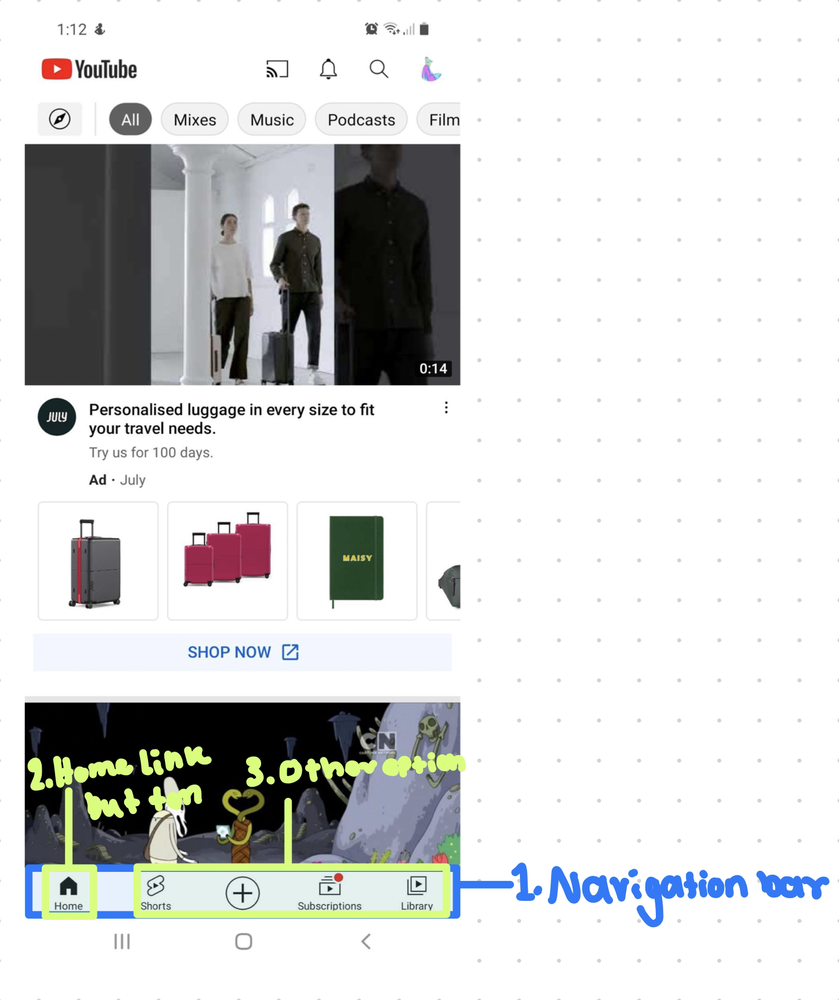 1:12
YouTube
All Mixes Music Podcasts Film
0:14
JULY
Personalised luggage in every size to fit
your travel needs.
Try us for 100 days.
Ad · July
MAISY
SHOP NOW
CN
CARTOON NETWORK
2. Home link
button
3. Other option
Home Shorts Subscriptions Library
1. Navigation bar